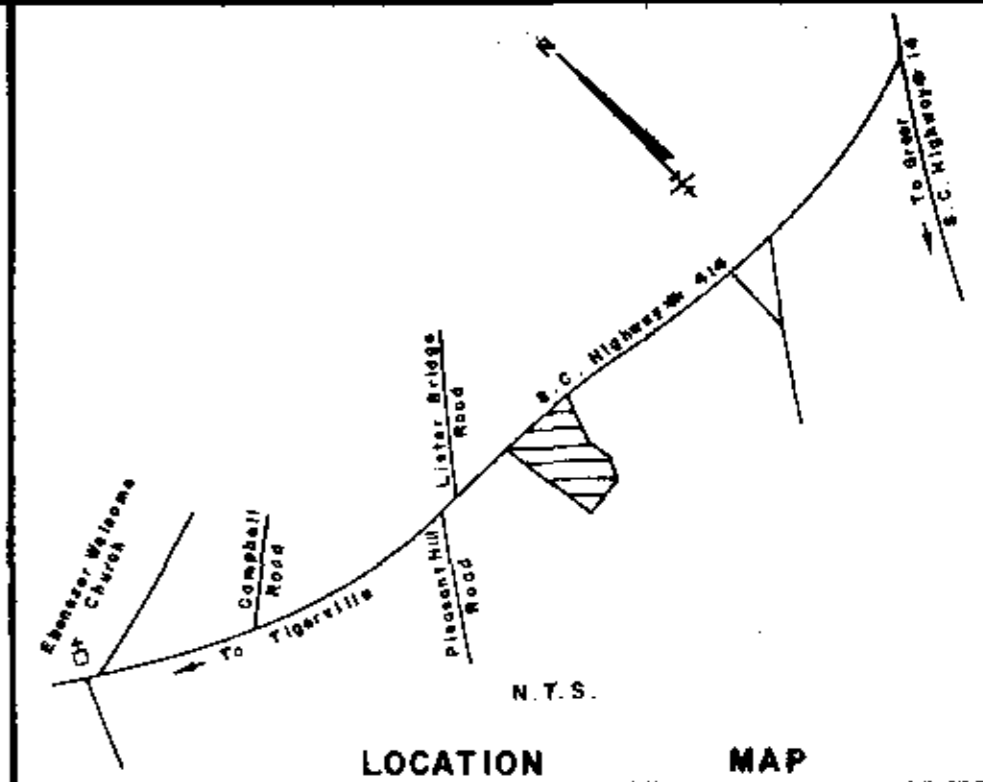 N
To Greer
S.C. Highway # 14
S.C. Highway # 414
Lister Bridge
Road
Ebenezer Welcome
Church
Campbell
Road
Pleasant Hill
Road
To Tigerville
N.T.S.
LOCATION MAP